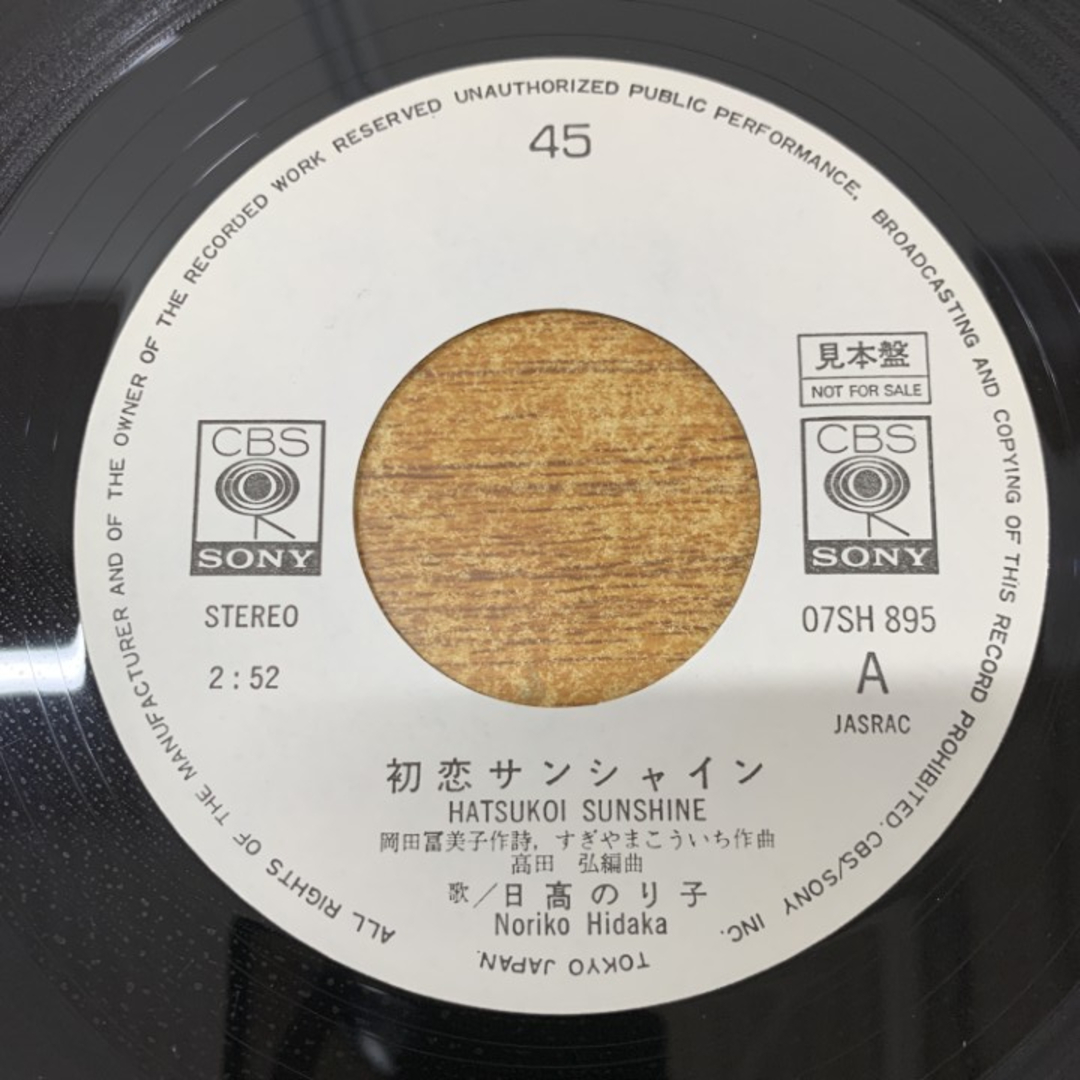 ALL RIGHTS OF THE MANUFACTURER AND OF THE OWNER OF THE RECORDED WORK RESERVED UNAUTHORIZED PUBLIC PERFORMANCE, BROADCASTING AND COPYING OF THIS RECORD PROHIBITED. CBS/SONY INC.
TOKYO JAPAN.
45
見本盤
NOT FOR SALE
CBS
SONY
STEREO
2:52
CBS
SONY
07SH 895
A
JASRAC
初恋サンシャイン
HATSUKOI SUNSHINE
岡田冨美子作詩, すぎやまこういち作曲
高田 弘編曲
歌/日髙のり子
Noriko Hidaka